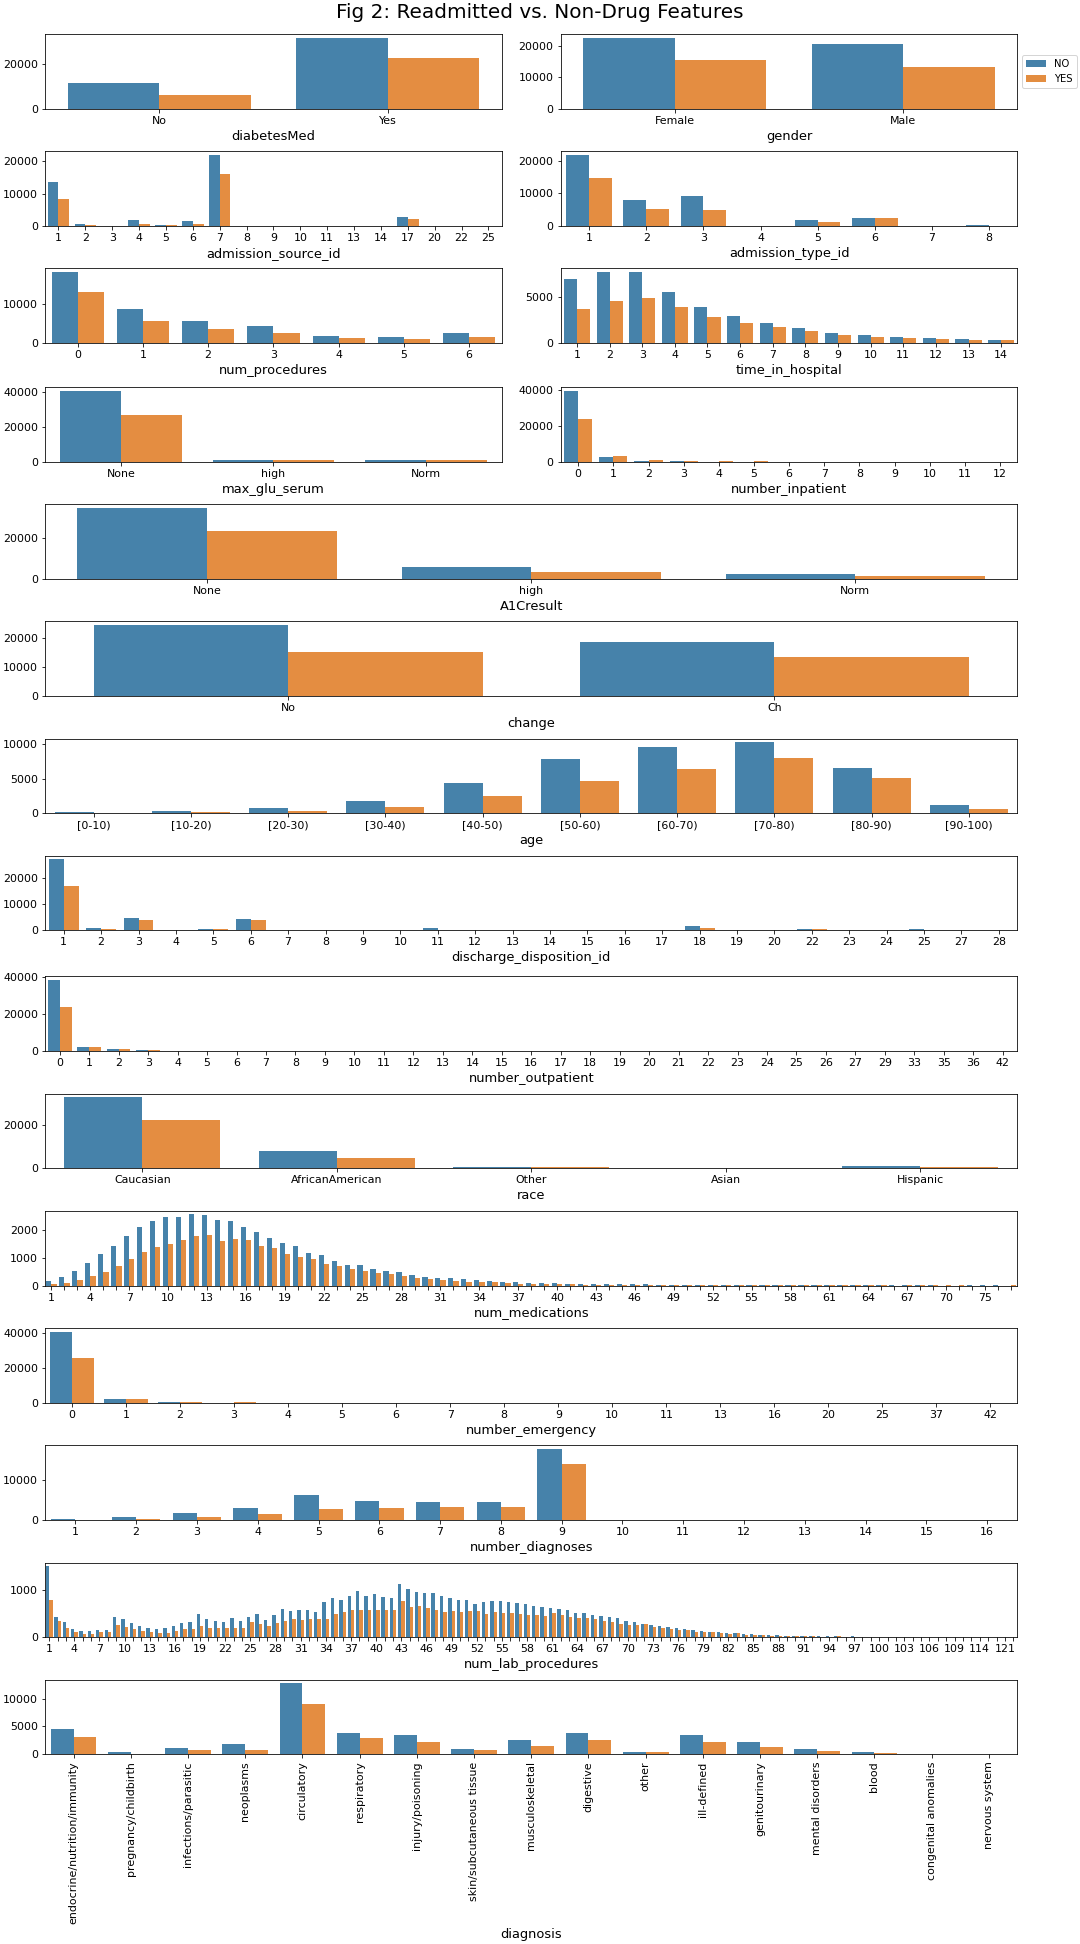 Fig 2: Readmitted vs. Non-Drug Features
20000
0
No Yes
diabetesMed
20000
10000
0
Female Male
gender
NO
YES
20000
10000
0
1 2 3 4 5 6 7 8 9 10 11 13 14 17 20 22 25
admission_source_id
20000
10000
0
1 2 3 4 5 6 7 8
admission_type_id
10000
0
0 1 2 3 4 5 6
num_procedures
5000
0
1 2 3 4 5 6 7 8 9 10 11 12 13 14
time_in_hospital
40000
20000
0
None high Norm
max_glu_serum
40000
20000
0
0 1 2 3 4 5 6 7 8 9 10 11 12
number_inpatient
20000
0
None high Norm
A1Cresult
20000
10000
0
No Ch
change
10000
5000
0
[0-10) [10-20) [20-30) [30-40) [40-50) [50-60) [60-70) [70-80) [80-90) [90-100)
age
20000
10000
0
1 2 3 4 5 6 7 8 9 10 11 12 13 14 15 16 17 18 19 20 22 23 24 25 27 28
discharge_disposition_id
40000
20000
0
0 1 2 3 4 5 6 7 8 9 10 11 12 13 14 15 16 17 18 19 20 21 22 23 24 25 26 27 29 33 35 36 42
number_outpatient
20000
0
Caucasian AfricanAmerican Other Asian Hispanic
race
2000
1000
0
1 4 7 10 13 16 19 22 25 28 31 34 37 40 43 46 49 52 55 58 61 64 67 70 75
num_medications
40000
20000
0
0 1 2 3 4 5 6 7 8 9 10 11 13 16 20 25 37 42
number_emergency
10000
0
1 2 3 4 5 6 7 8 9 10 11 12 13 14 15 16
number_diagnoses
1000
0
1 4 7 10 13 16 19 22 25 28 31 34 37 40 43 46 49 52 55 58 61 64 67 70 73 76 79 82 85 88 91 94 97 100 103 106 109 114 121
num_lab_procedures
10000
5000
0
endocrine/nutrition/immunity
pregnancy/childbirth
infections/parasitic
neoplasms
circulatory
respiratory
injury/poisoning
skin/subcutaneous tissue
musculoskeletal
digestive
other
ill-defined
genitourinary
mental disorders
blood
congenital anomalies
nervous system
diagnosis